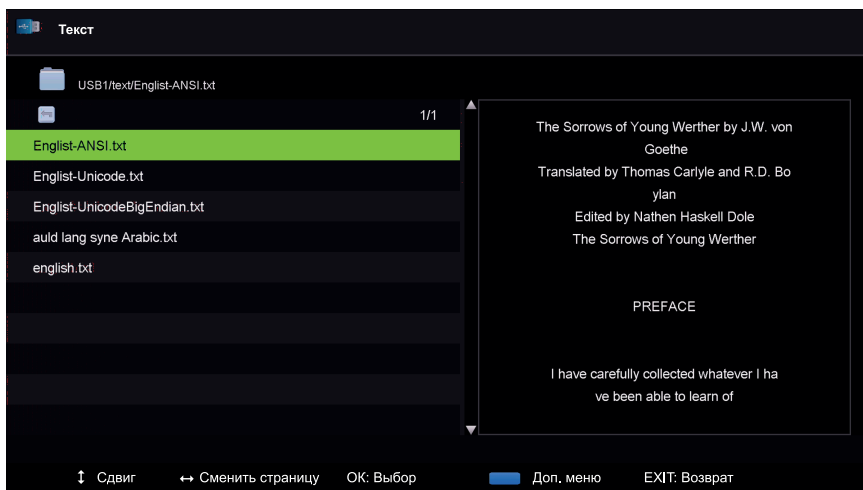 Текст
USB1/text/Englist-ANSI.txt
1/1
Englist-ANSI.txt
Englist-Unicode.txt
Englist-UnicodeBigEndian.txt
auld lang syne Arabic.txt
english.txt
The Sorrows of Young Werther by J.W. von
Goethe
Translated by Thomas Carlyle and R.D. Bo
ylan
Edited by Nathen Haskell Dole
The Sorrows of Young Werther
PREFACE
I have carefully collected whatever I ha
ve been able to learn of
↕ Сдвиг ↔ Сменить страницу ОК: Выбор Доп. меню EXIT: Возврат